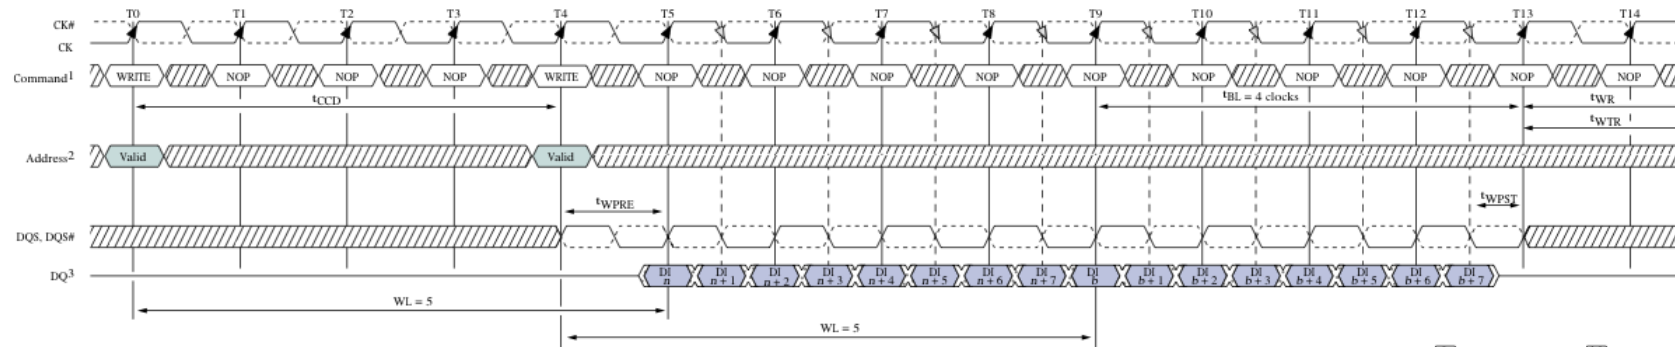 T0 T1 T2 T3 T4 T5 T6 T7 T8 T9 T10 T11 T12 T13 T14
CK#
CK
Command1 WRITE NOP NOP NOP WRITE NOP NOP NOP NOP NOP NOP NOP NOP NOP NOP
tCCD tBL = 4 clocks tWR
tWTR
Address2 Valid Valid
tWPRE tWPST
DQS, DQS#
DQ3 DI n DI n + 1 DI n + 2 DI n + 3 DI n + 4 DI n + 5 DI n + 6 DI n + 7 DI b DI b + 1 DI b + 2 DI b + 3 DI b + 4 DI b + 5 DI b + 6 DI b + 7
WL = 5
WL = 5